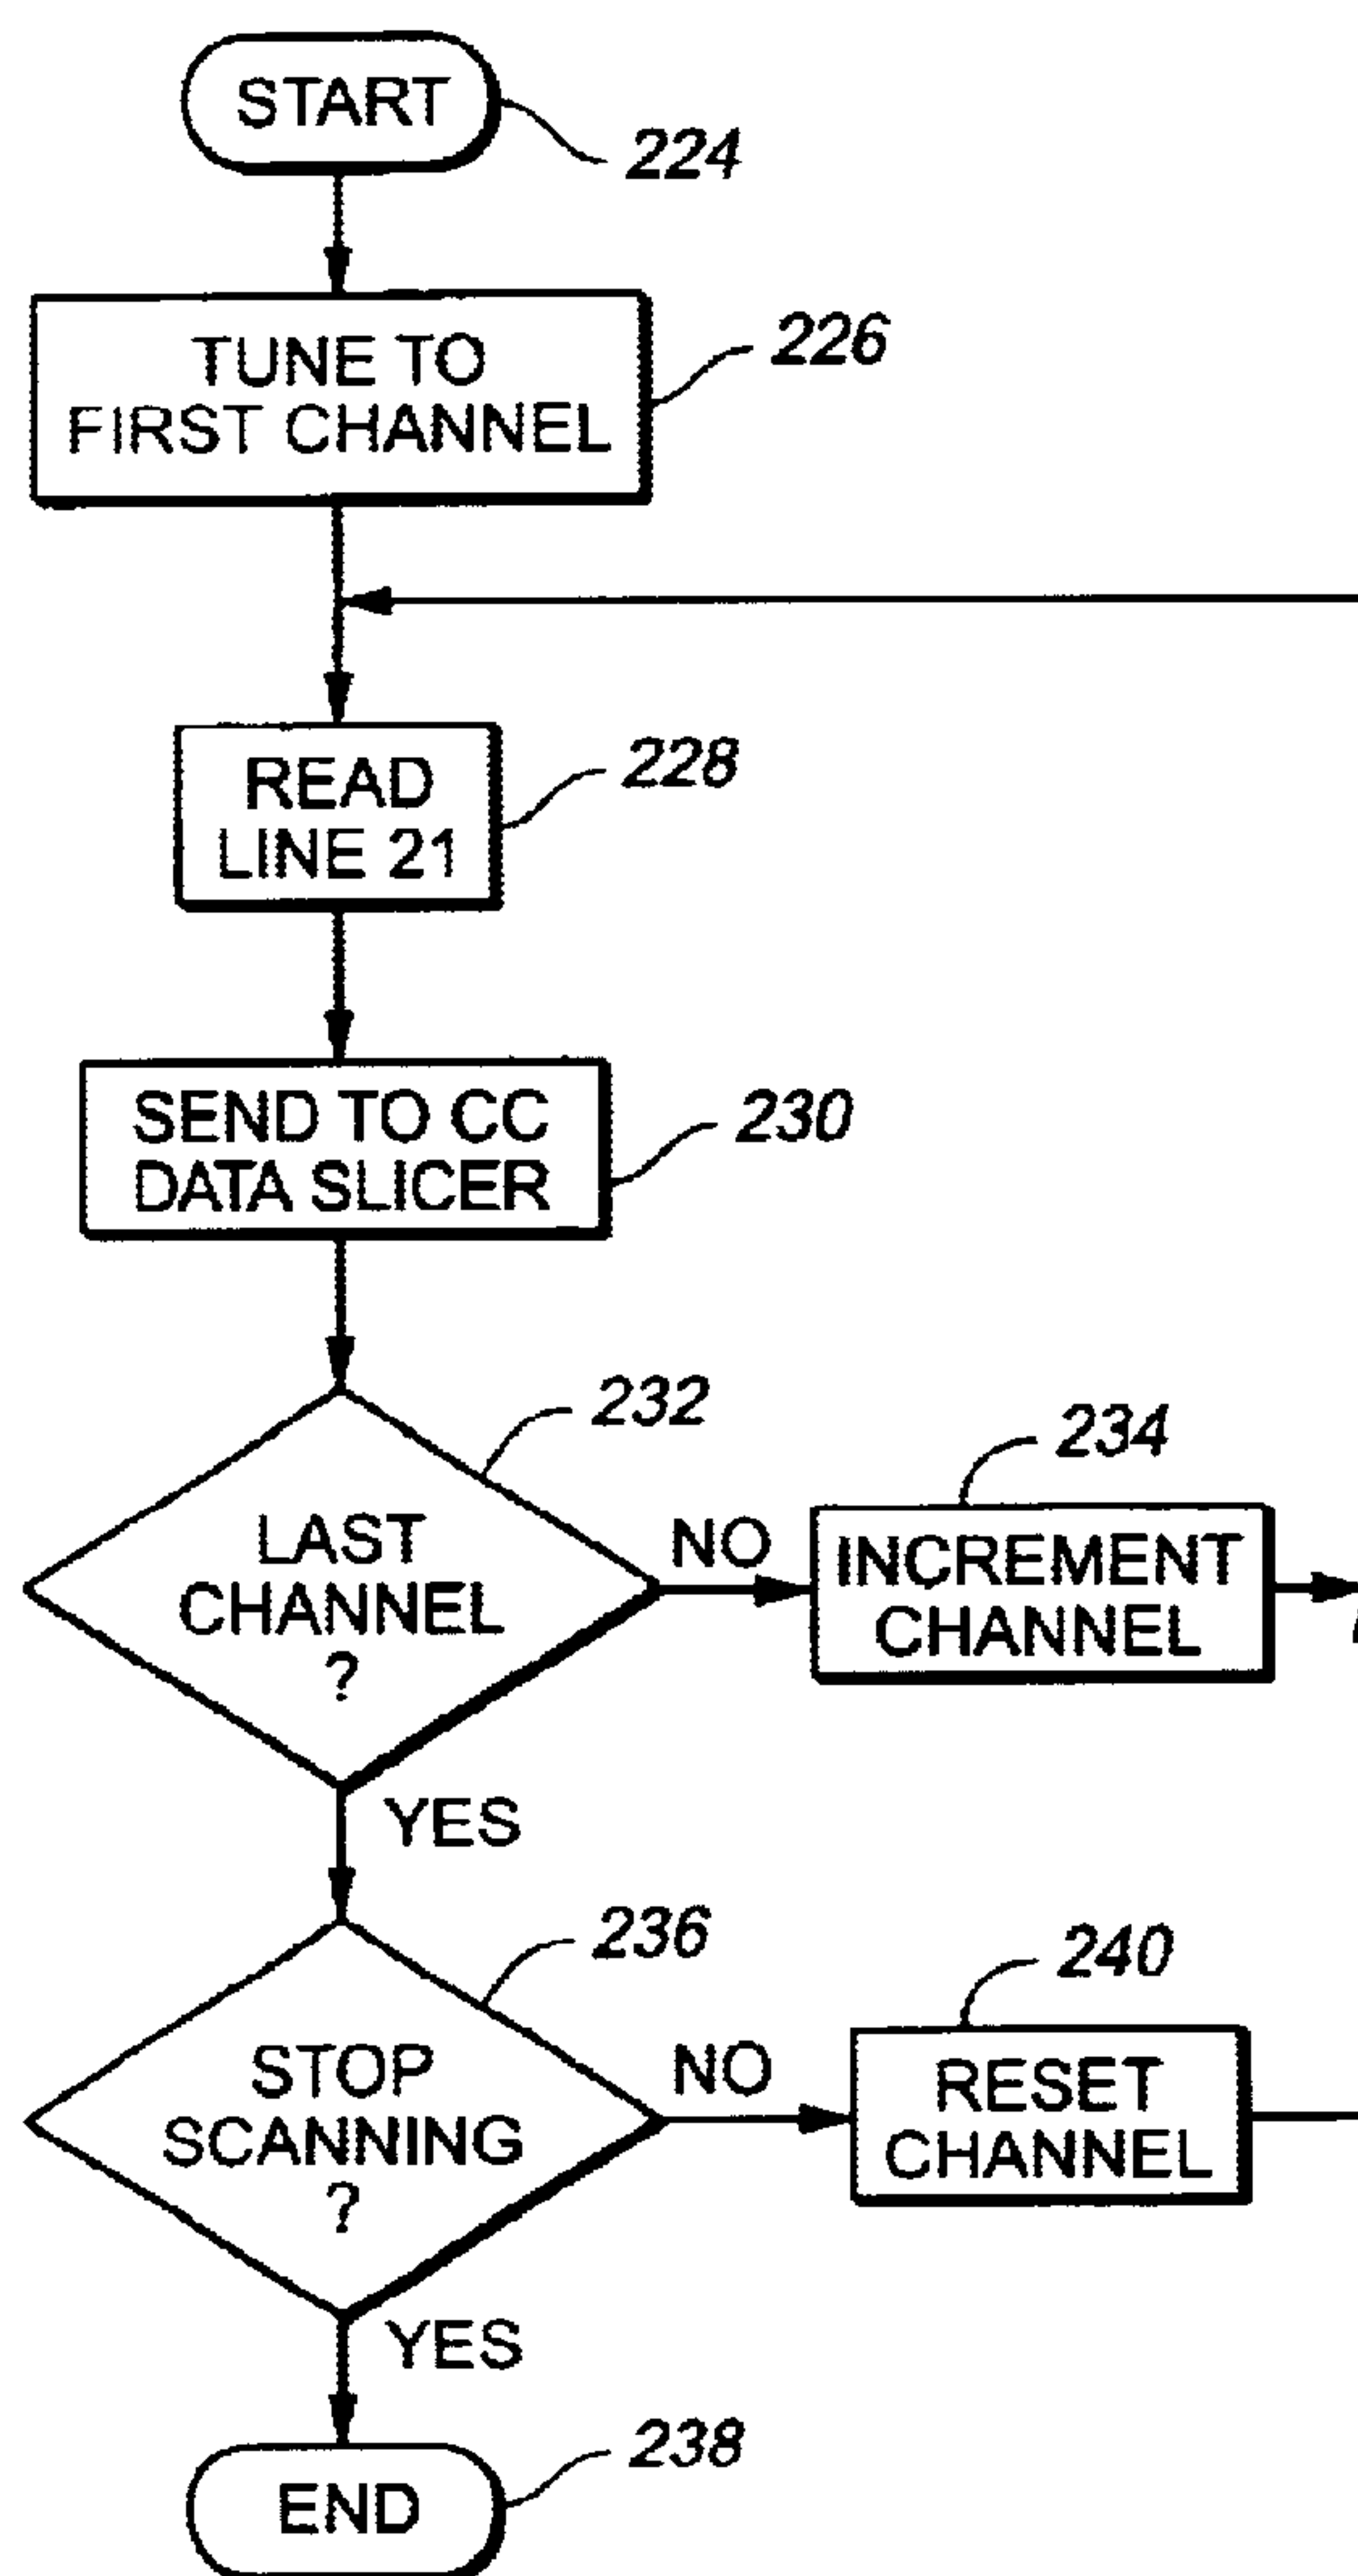 START
224
TUNE TO
FIRST CHANNEL
226
READ
LINE 21
228
SEND TO CC
DATA SLICER
230
LAST
CHANNEL
?
232
NO
INCREMENT
CHANNEL
234
YES
STOP
SCANNING
?
236
NO
RESET
CHANNEL
240
YES
END
238